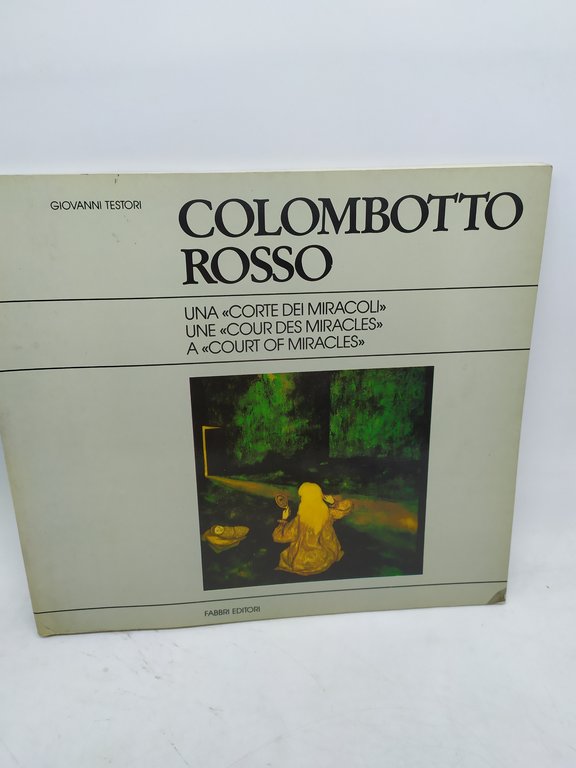 GIOVANNI TESTORI
COLOMBOTTO
ROSSO
UNA «CORTE DEI MIRACOLI»
UNE «COUR DES MIRACLES»
A «COURT OF MIRACLES»
FABBRI EDITORI